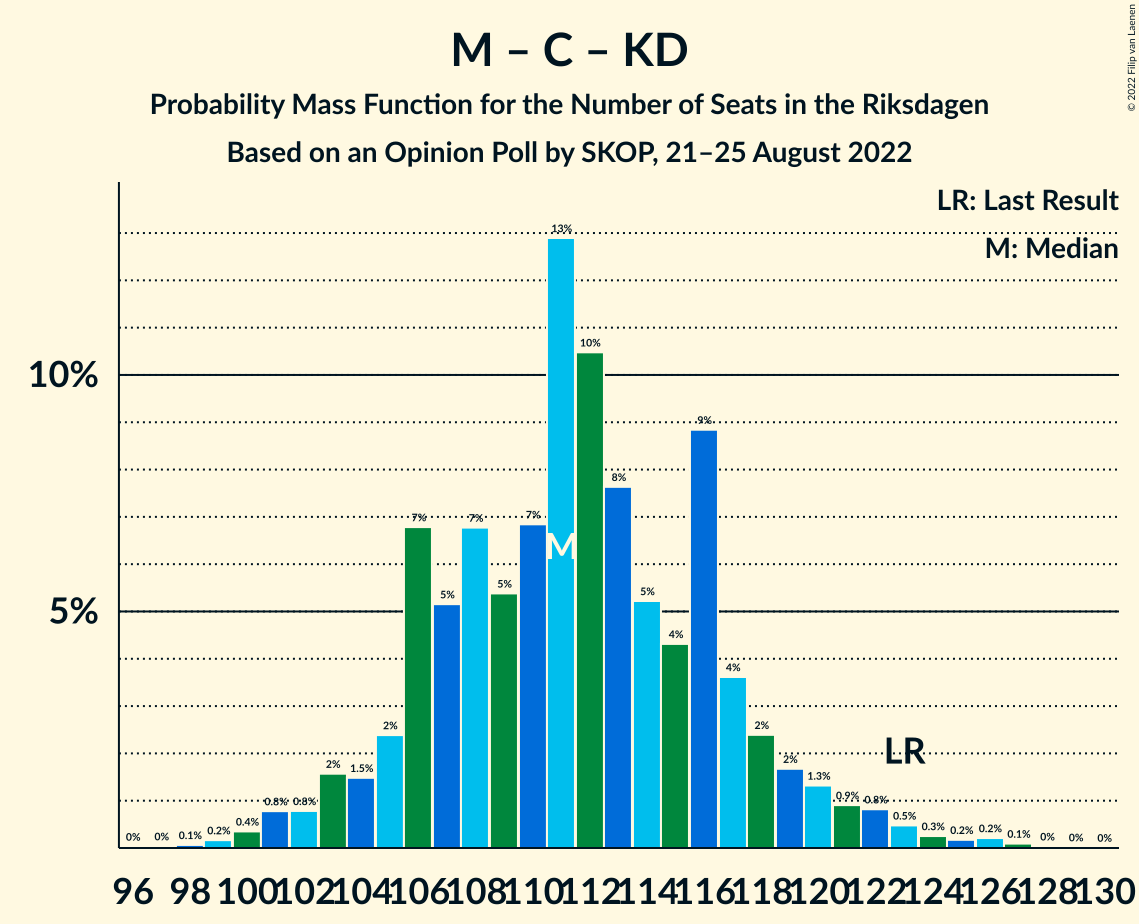 M – C – KD
Probability Mass Function for the Number of Seats in the Riksdagen
Based on an Opinion Poll by SKOP, 21–25 August 2022
© 2022 Filip van Laenen
LR: Last Result
M: Median
10%
5%
0% 0% 0.1% 0.2% 0.4% 0.8% 0.8% 2% 1.5% 2% 7% 5% 7% 5% 7% 13% 10% 8% 5% 4% 9% 4% 2% 2% 1.3% 0.9% 0.8% 0.5% 0.3% 0.2% 0.2% 0.1% 0% 0% 0%
M
LR
96 98 100 102 104 106 108 110 112 114 116 118 120 122 124 126 128 130